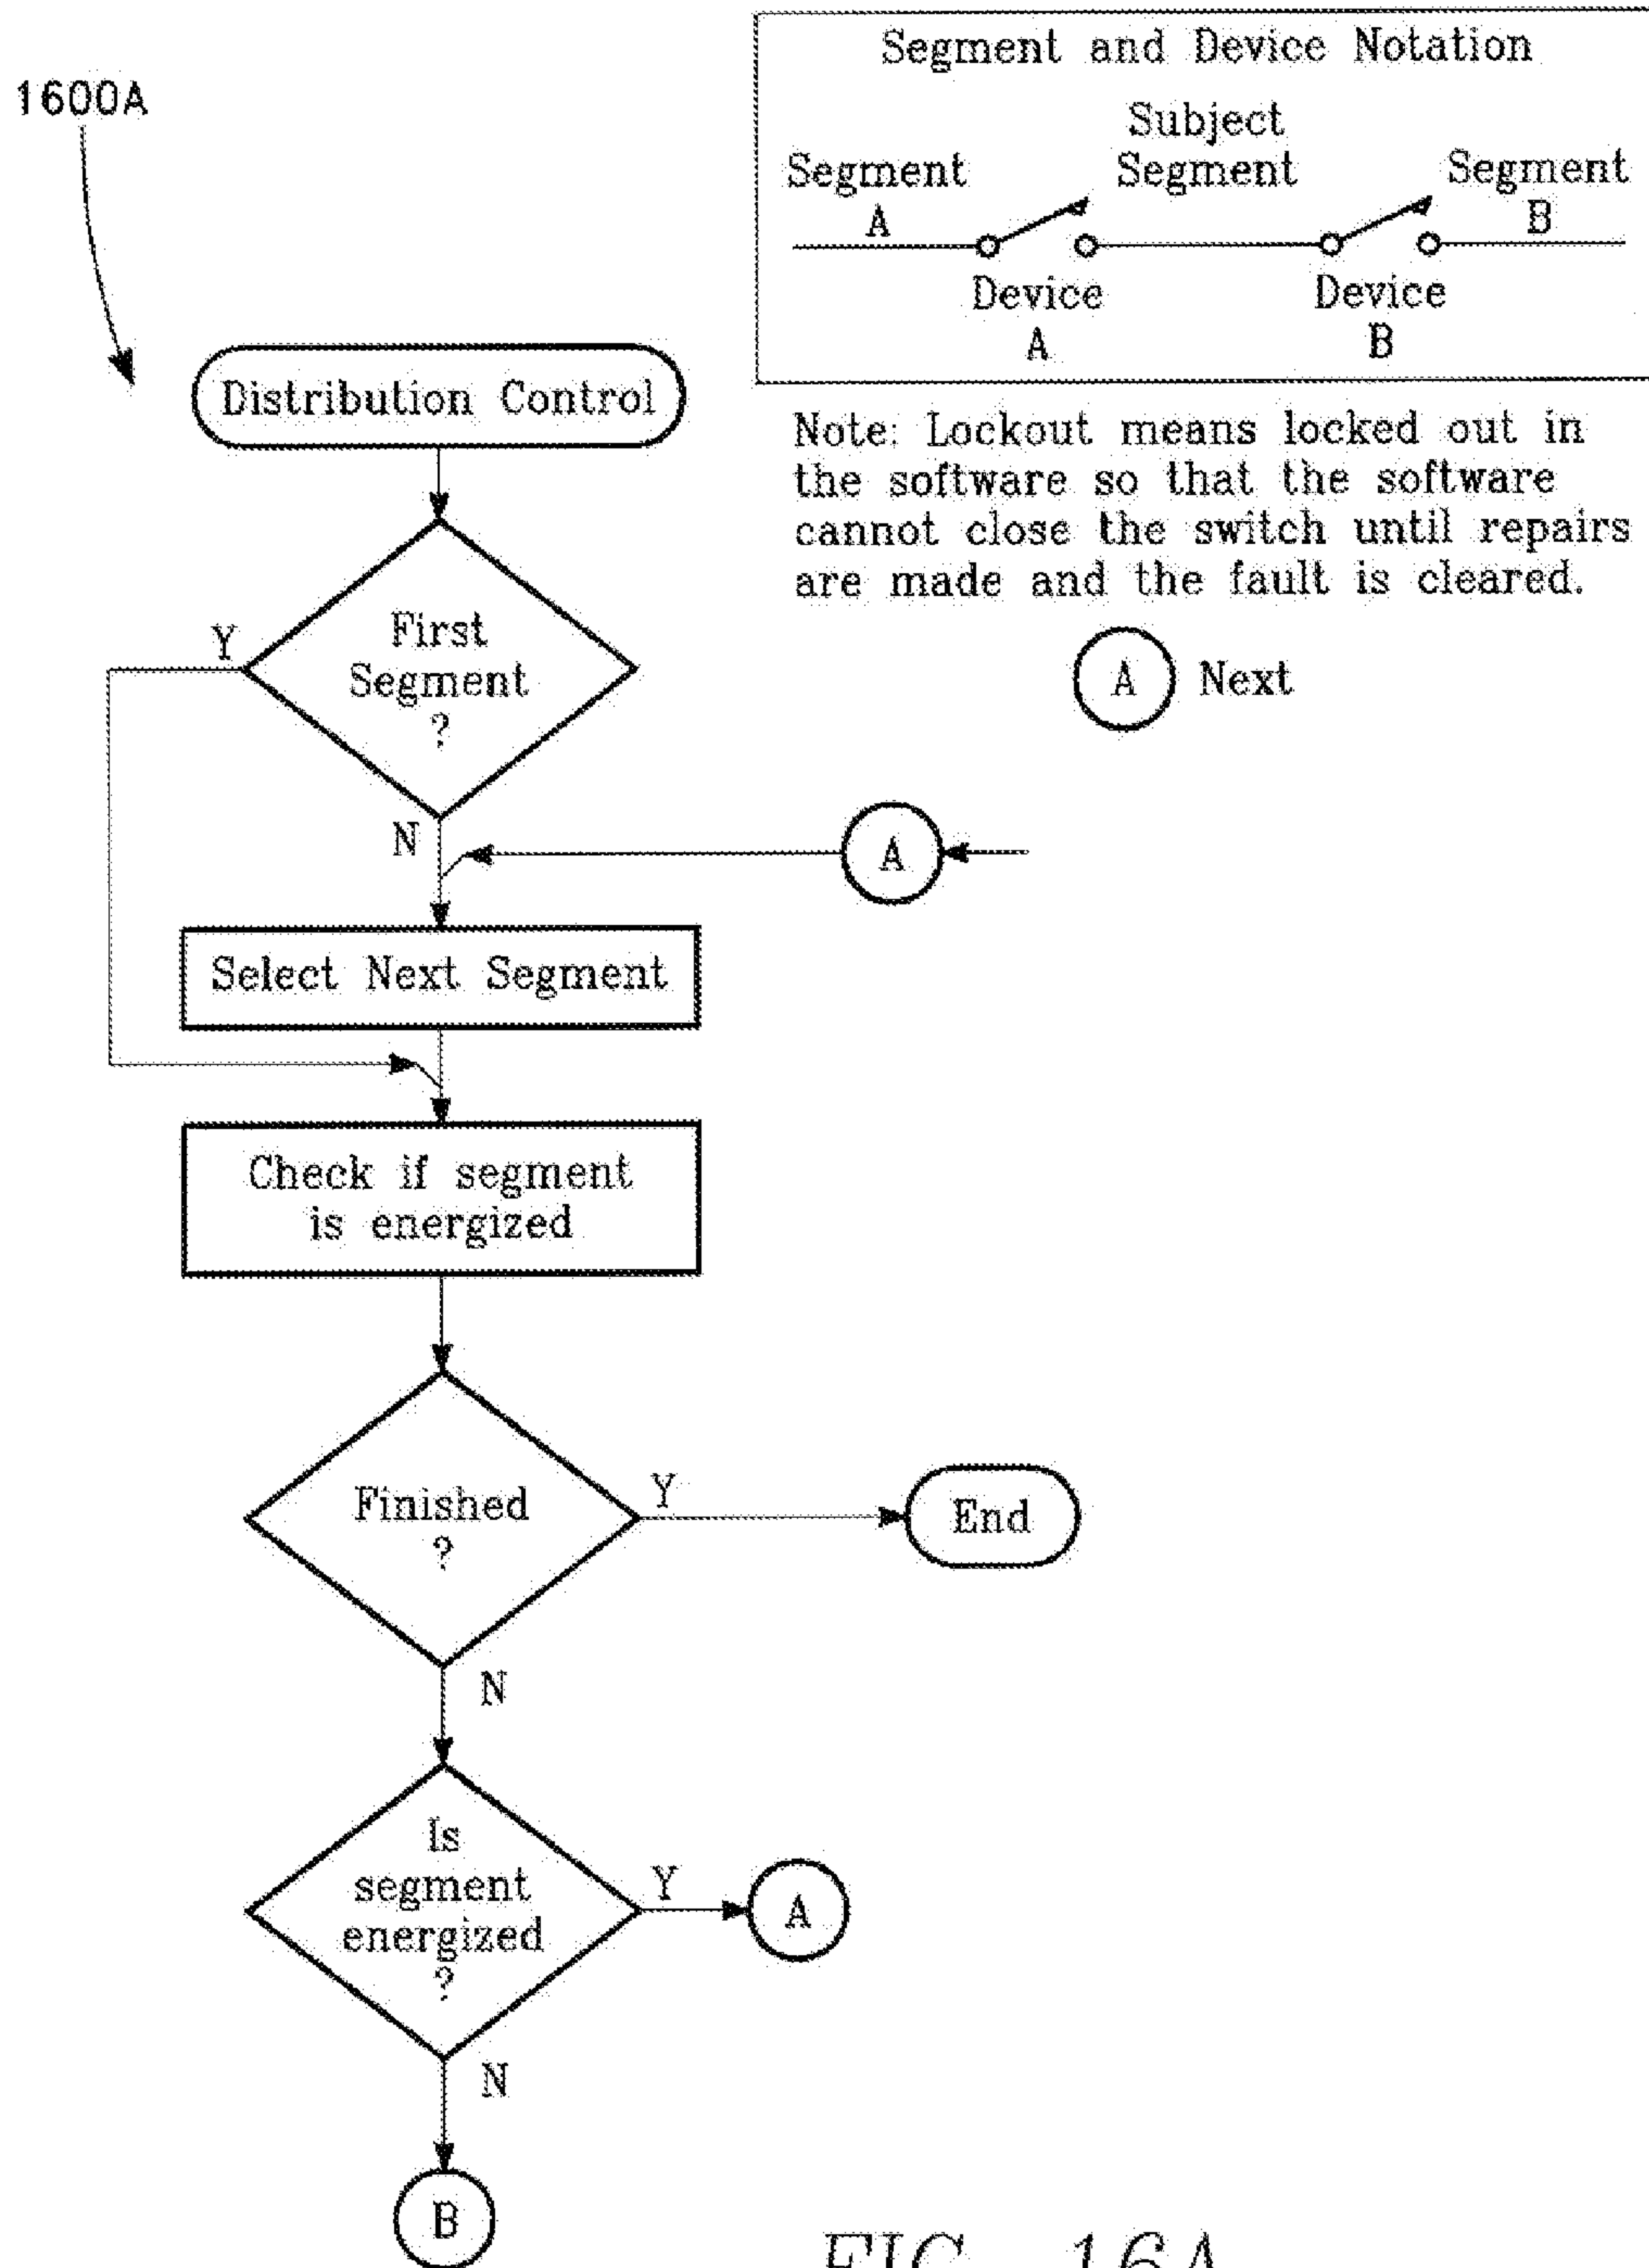 1600A
Segment and Device Notation
Subject
Segment
Segment
Segment
A
B
Device
A
Device
B
Note: Lockout means locked out in
the software so that the software
cannot close the switch until repairs
are made and the fault is cleared.
A Next
Distribution Control
First
Segment
?
Y
N
A
Select Next Segment
Check if segment
is energized
Finished
?
Y
End
N
Is
segment
energized
?
Y
A
N
B
FIG. 16A